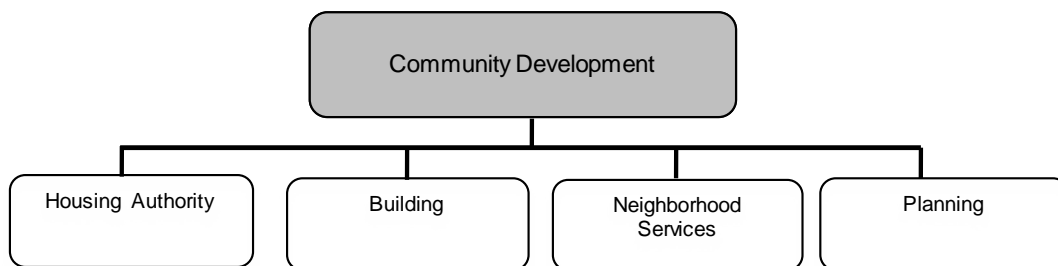 Community Development
Housing Authority
Building
Neighborhood
Services
Planning